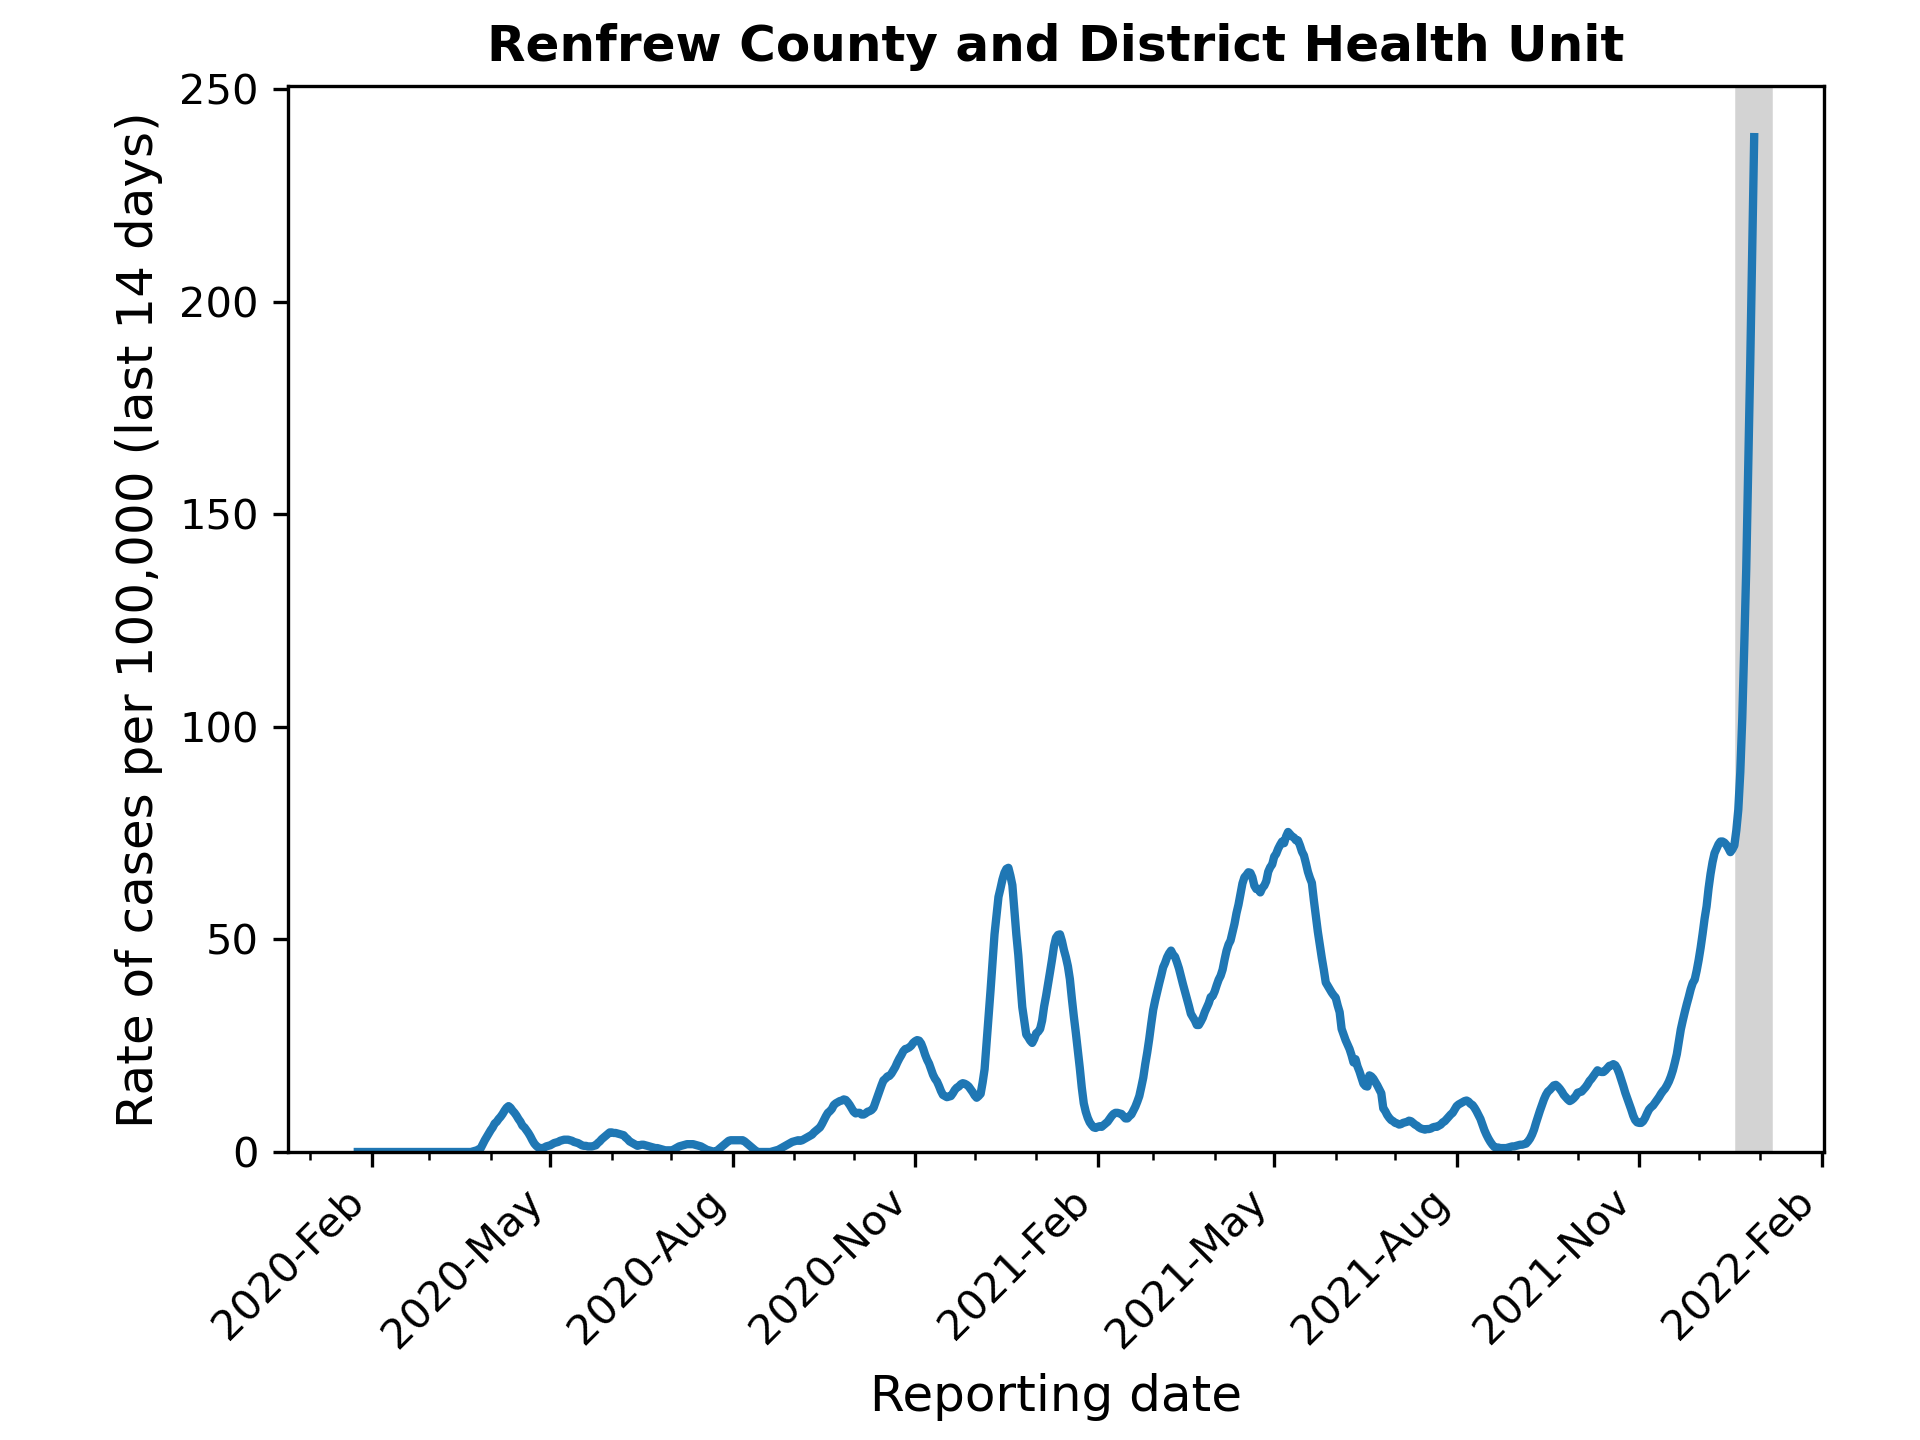 Renfrew County and District Health Unit
Rate of cases per 100,000 (last 14 days)
250
200
150
100
50
0
2020-Feb
2020-May
2020-Aug
2020-Nov
2021-Feb
2021-May
2021-Aug
2021-Nov
2022-Feb
Reporting date